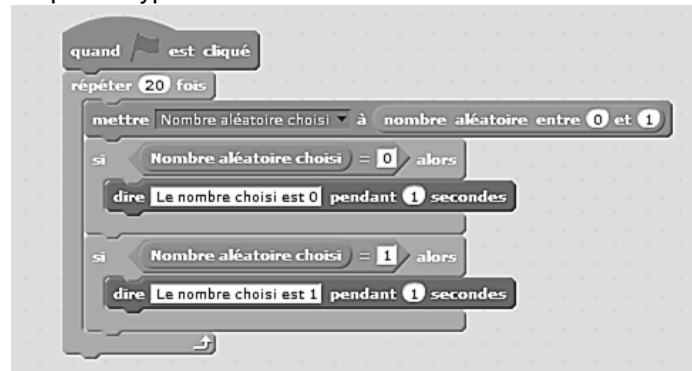 quand est cliqué
répéter 20 fois
mettre Nombre aléatoire choisi à nombre aléatoire entre 0 et 1
si Nombre aléatoire choisi = 0 alors
dire Le nombre choisi est 0 pendant 1 secondes
si Nombre aléatoire choisi = 1 alors
dire Le nombre choisi est 1 pendant 1 secondes